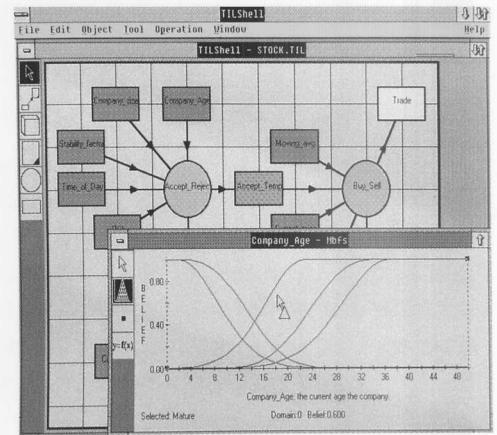 TILShell
File Edit Object Tool Operation Window Help
TILShell - STOCK.TIL
Company_size Company_Age Trade
Stability_factor Moving_avg
Time_of_Day Accept_Rejec Accept_Temp Buy_Sell
Company_Age - MbFs
BELIEF
0.80
0.40
0.00
y=f(x)
0 4 8 12 16 20 24 28 32 36 40 44 48
Company_Age, the current age the company.
Selected: Mature Domain:0 Belief:0.600